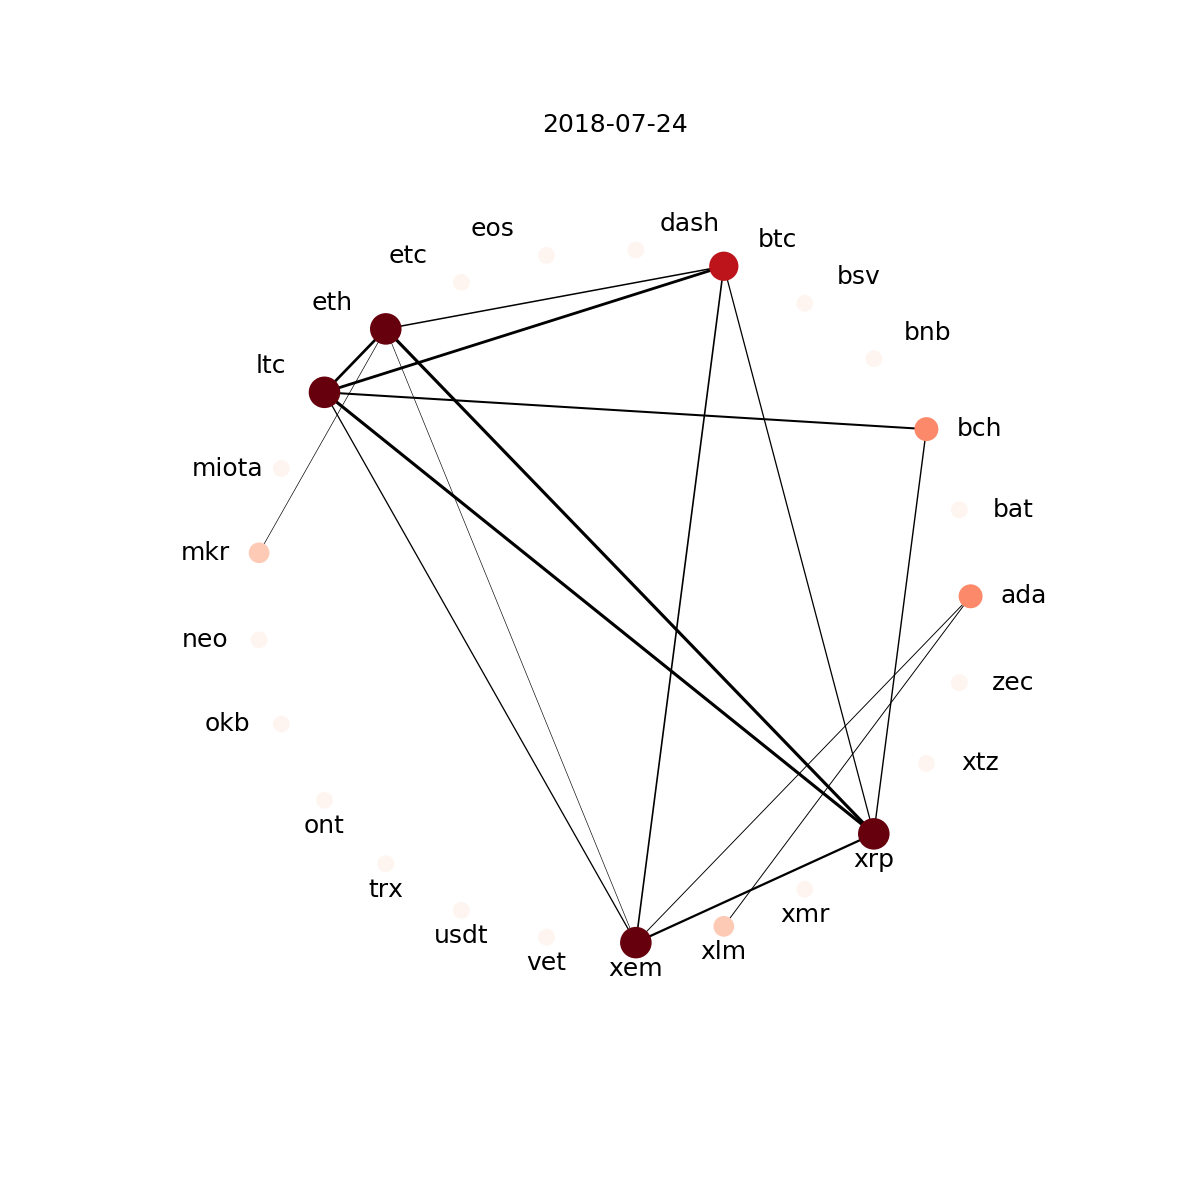 2018-07-24
dash
eos
btc
etc
bsv
eth
bnb
ltc
bch
miota
bat
mkr
ada
neo
zec
okb
xtz
ont
xrp
trx
xmr
usdt
xlm
vet
xem